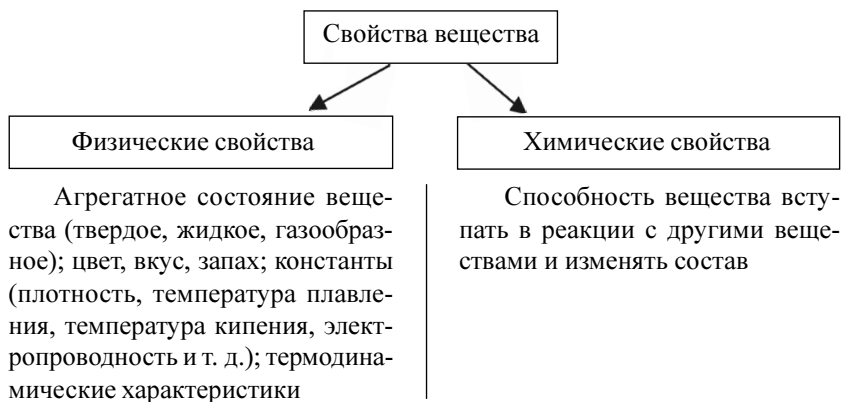 Свойства вещества
Физические свойства
Химические свойства
Агрегатное состояние веще-
ства (твердое, жидкое, газообраз-
ное); цвет, вкус, запах; константы
(плотность, температура плавле-
ния, температура кипения, элект-
ропроводность и т. д.); термодина-
мические характеристики
Способность вещества всту-
пать в реакции с другими веще-
ствами и изменять состав